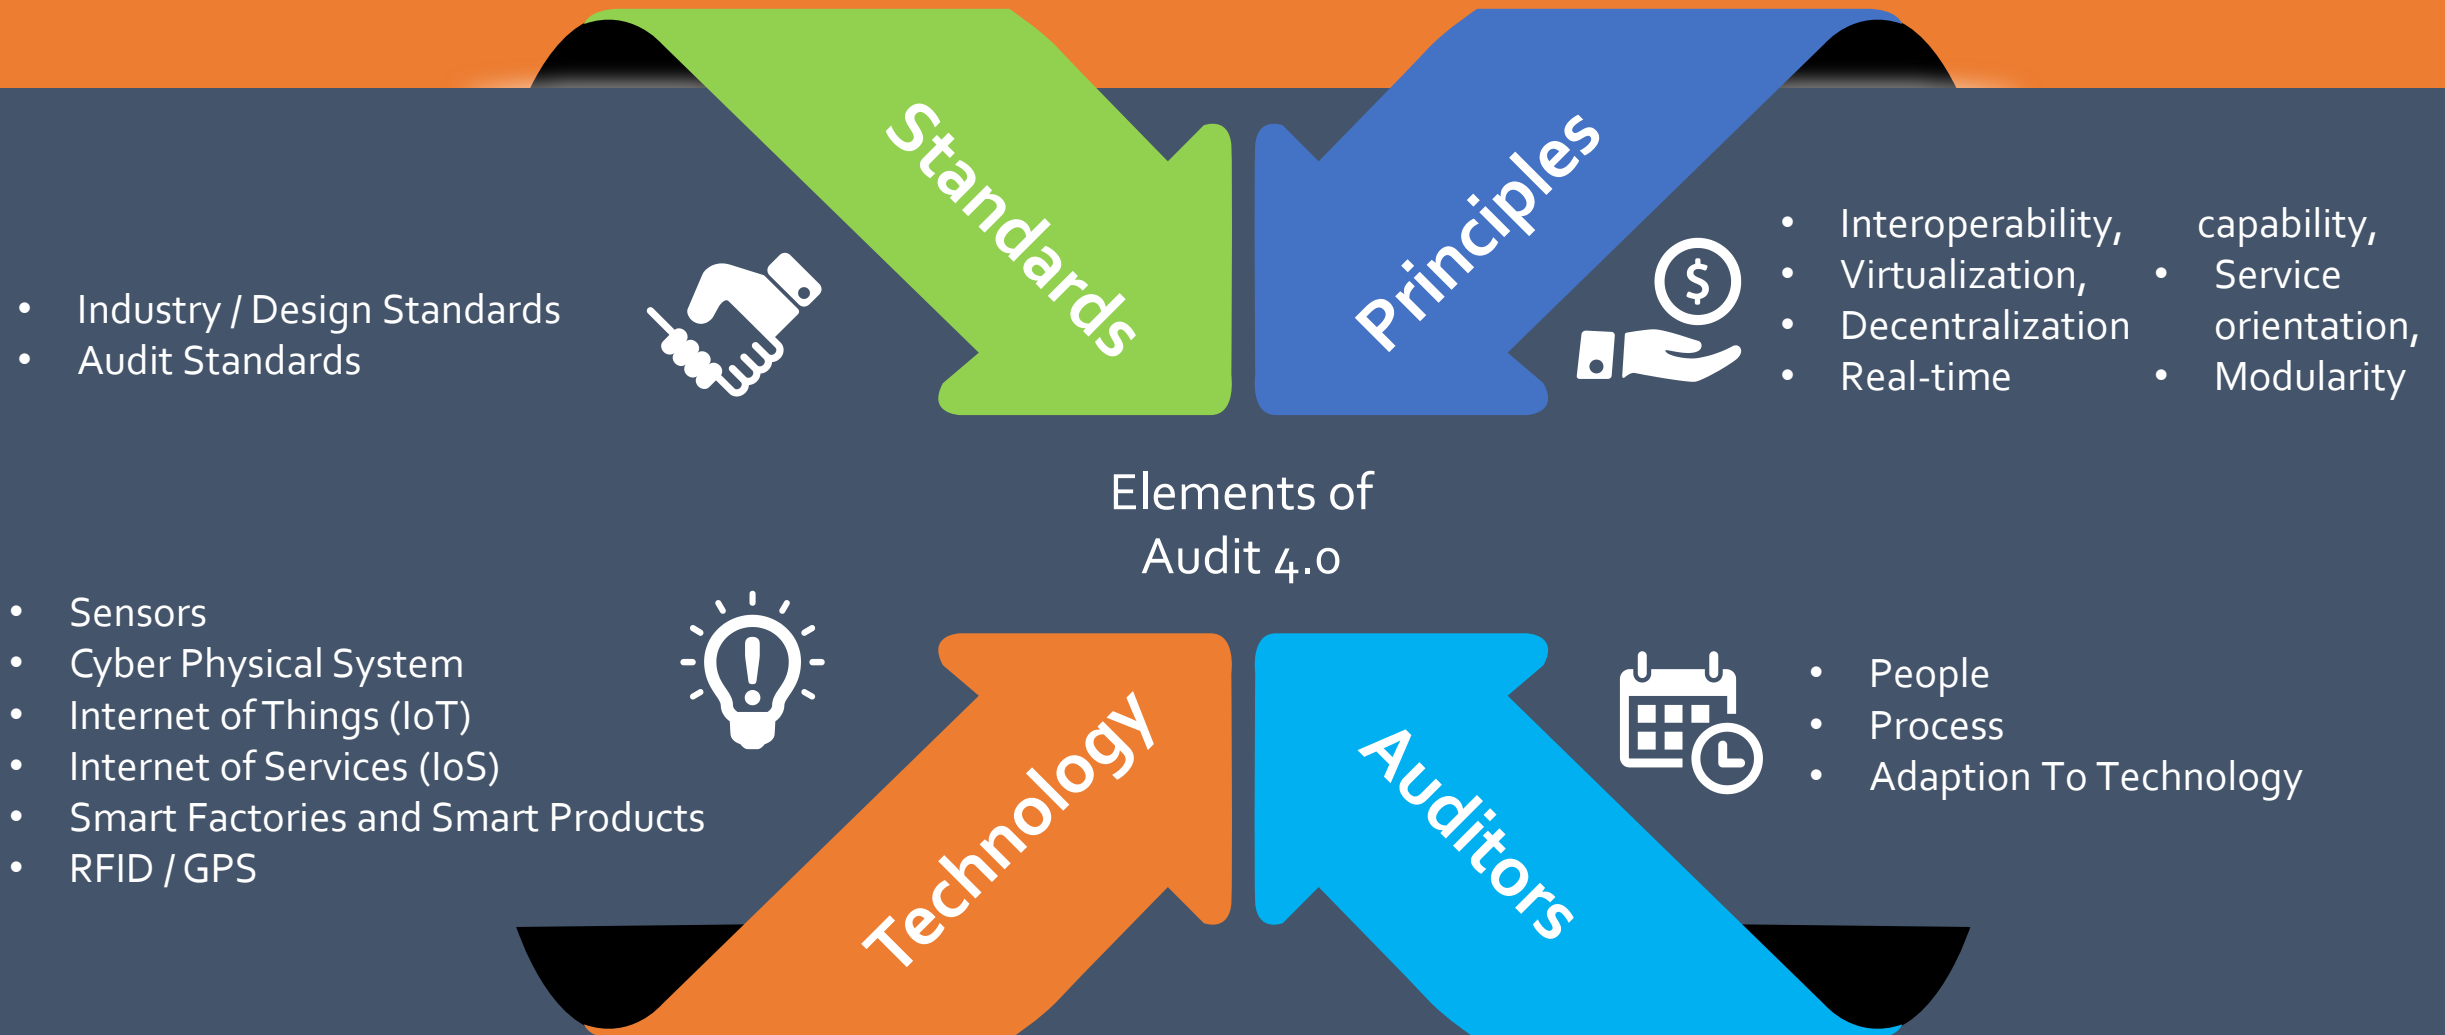 Standards
Principles
Industry / Design Standards
Audit Standards
Interoperability,
Virtualization,
Decentralization
Real-time
capability,
Service
orientation,
Modularity
$
Elements of
Audit 4.0
Sensors
Cyber Physical System
Internet of Things (IoT)
Internet of Services (IoS)
Smart Factories and Smart Products
RFID / GPS
Technology
Auditors
People
Process
Adaption To Technology